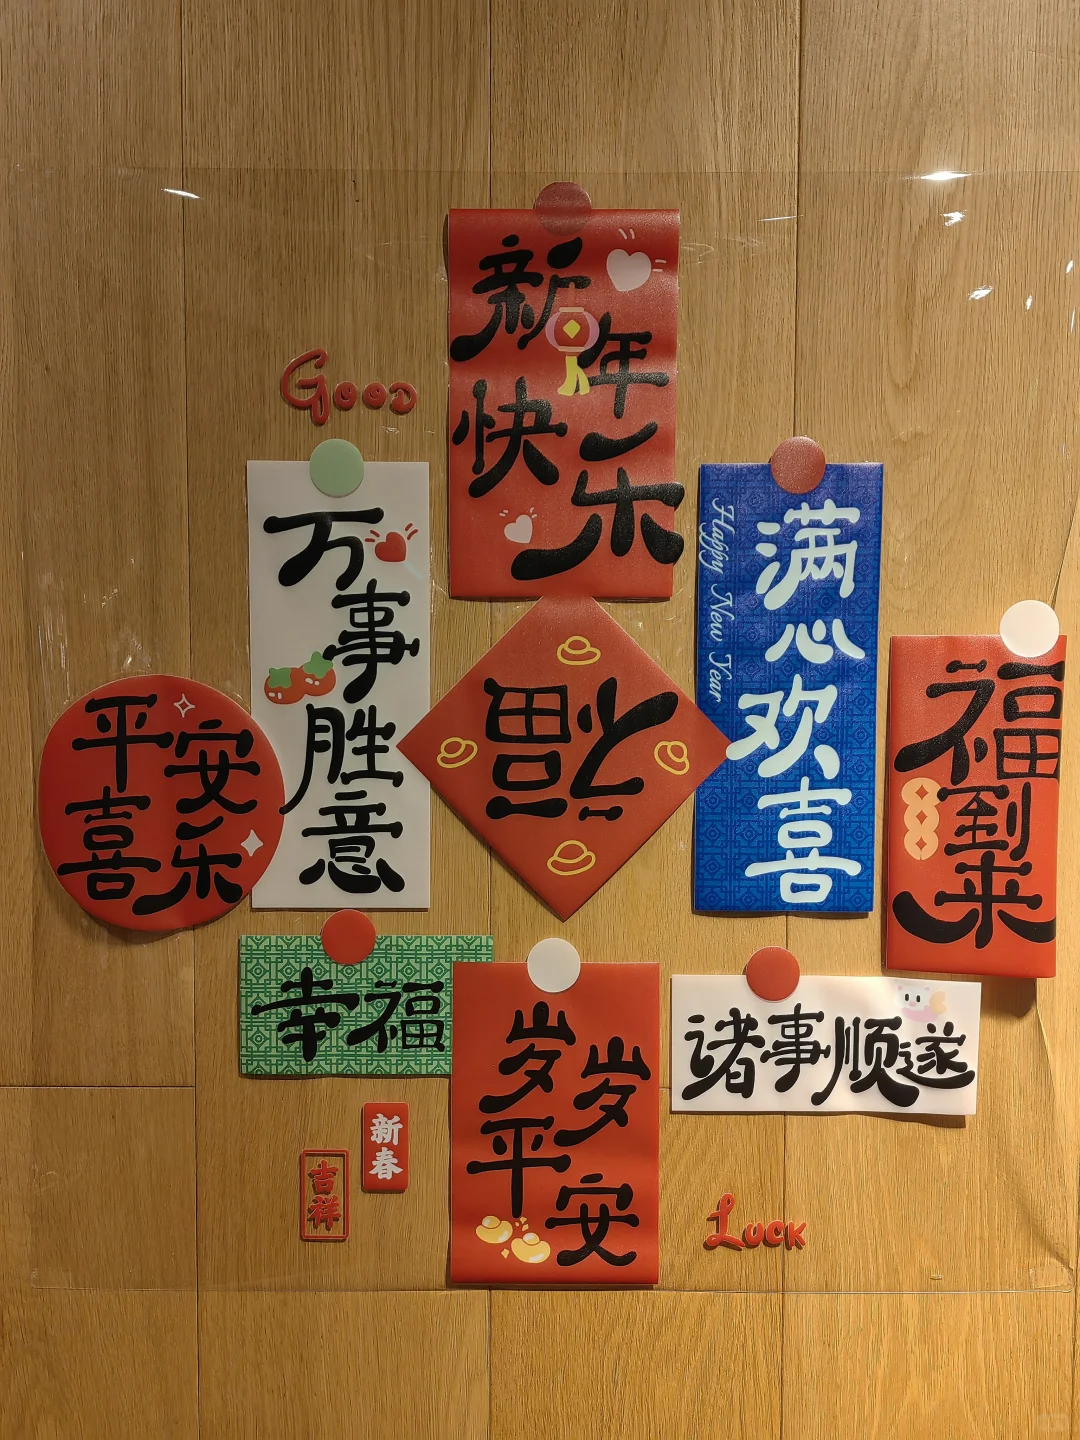 新年
快乐
Good
万事胜意
满心欢喜
Happy New Year
福到来
平安
喜乐
福
幸福
岁岁
平安
诸事顺遂
新春
吉祥
Luck